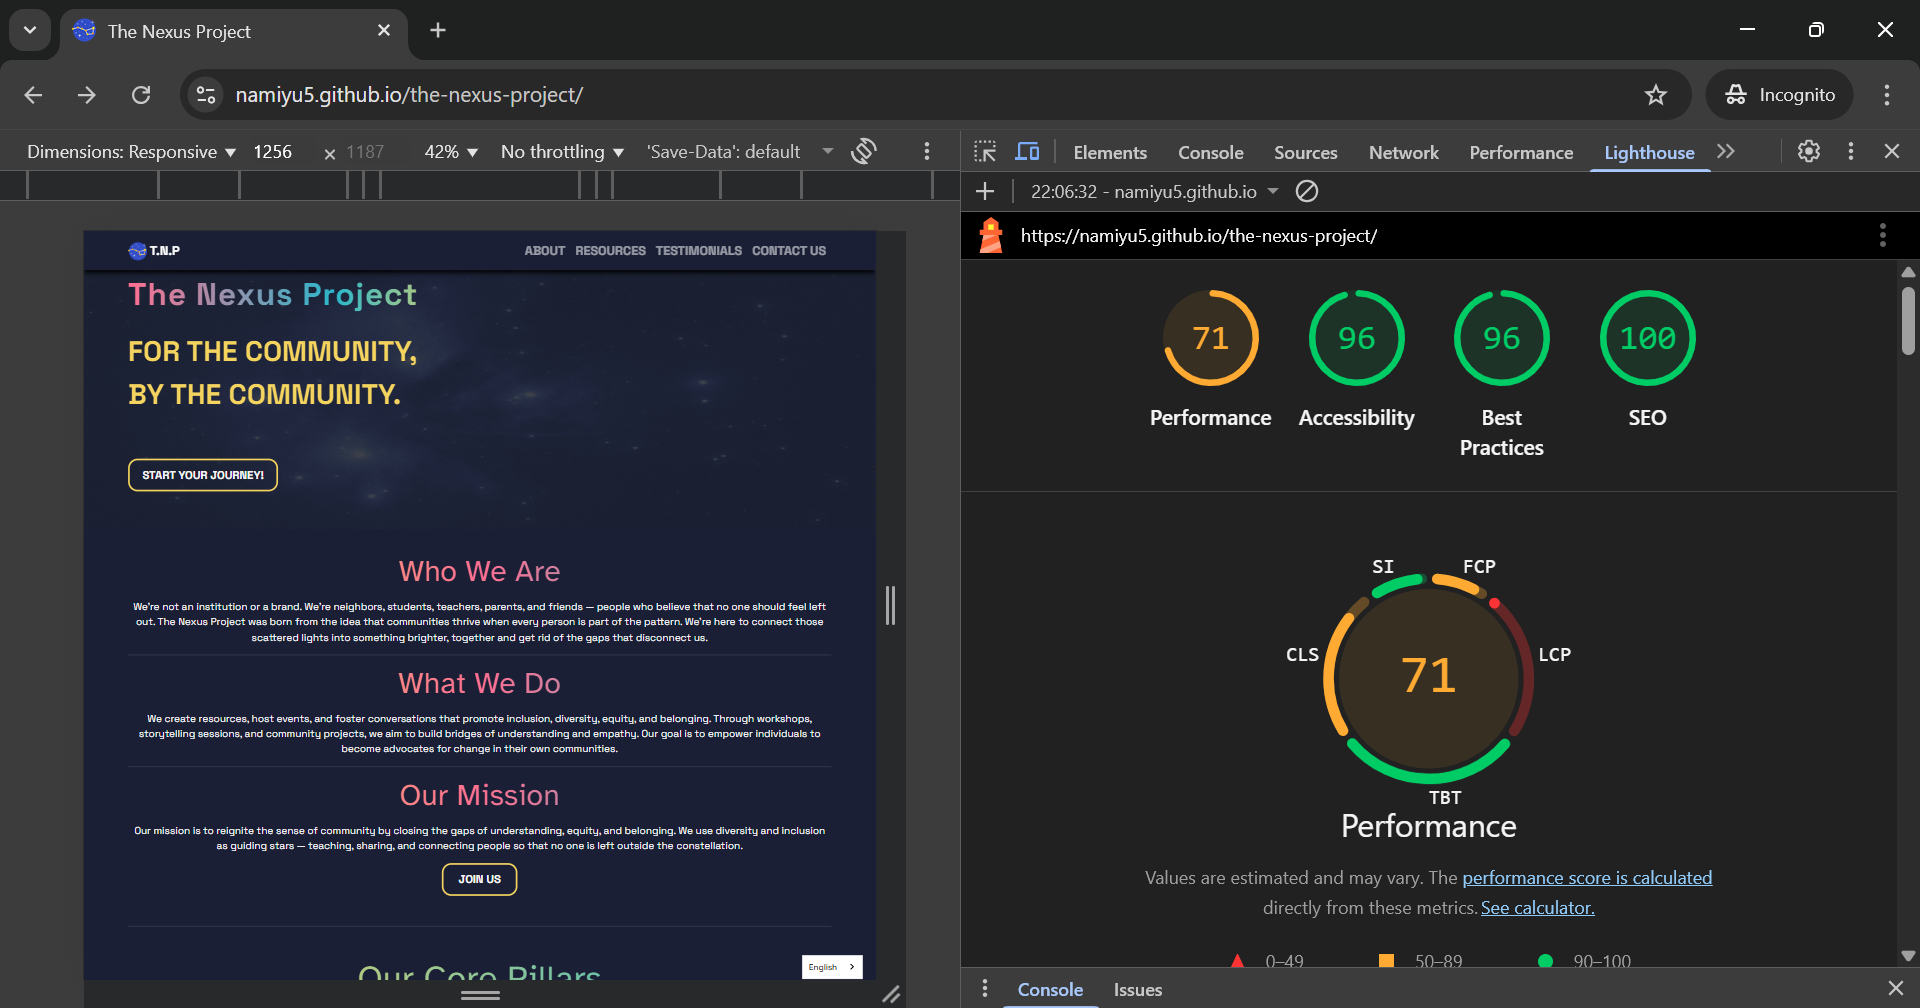 The Nexus Project
namiyu5.github.io/the-nexus-project/
Incognito
Dimensions: Responsive 1256 × 1187 42% No throttling 'Save-Data': default
Elements Console Sources Network Performance Lighthouse
22:06:32 - namiyu5.github.io
https://namiyu5.github.io/the-nexus-project/
T.N.P ABOUT RESOURCES TESTIMONIALS CONTACT US
The Nexus Project
FOR THE COMMUNITY,
BY THE COMMUNITY.
START YOUR JOURNEY!
Who We Are
We're not an institution or a brand. We're neighbors, students, teachers, parents, and friends — people who believe that no one should feel left
out. The Nexus Project was born from the idea that communities thrive when every person is part of the pattern. We're here to connect those
scattered lights into something brighter, together and get rid of the gaps that disconnect us.
What We Do
We create resources, host events, and foster conversations that promote inclusion, diversity, equity, and belonging. Through workshops,
storytelling sessions, and community projects, we aim to build bridges of understanding and empathy. Our goal is to empower individuals to
become advocates for change in their own communities.
Our Mission
Our mission is to reignite the sense of community by closing the gaps of understanding, equity, and belonging. We use diversity and inclusion
as guiding stars — teaching, sharing, and connecting people so that no one is left outside the constellation.
JOIN US
Our Core Pillars
English
71 96 96 100
Performance Accessibility Best SEO
Practices
SI FCP
CLS LCP
71
TBT
Performance
Values are estimated and may vary. The performance score is calculated
directly from these metrics. See calculator.
0–49 50–89 90–100
Console Issues